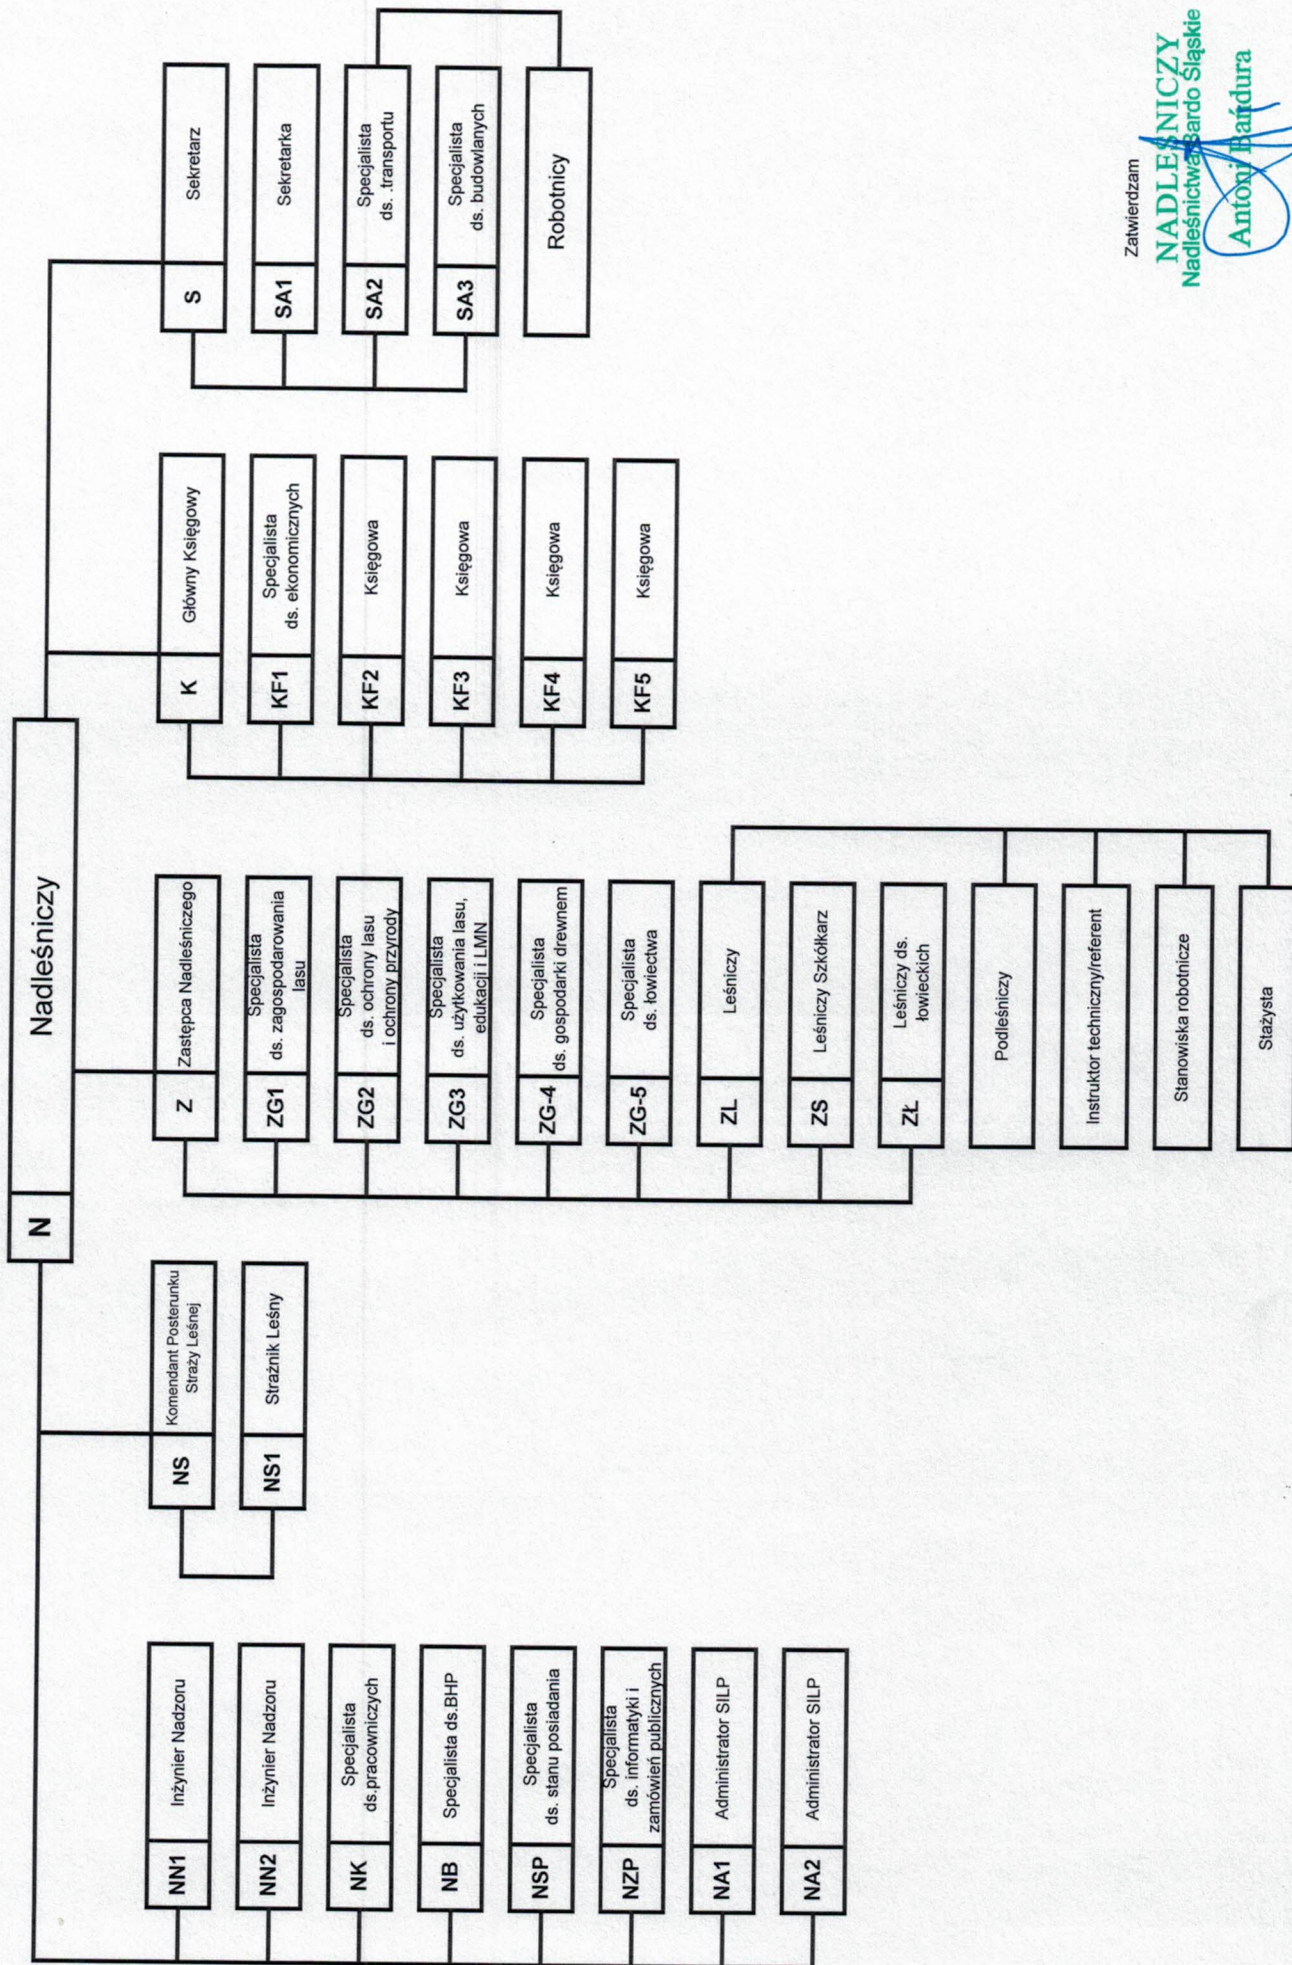 N
Nadleśniczy
NN1
Inżynier Nadzoru
NN2
Inżynier Nadzoru
NK
Specjalista
ds.pracowniczych
NB
Specjalista ds.BHP
NSP
Specjalista
ds. stanu posiadania
NZP
Specjalista
ds. informatyki i
zamówień publicznych
NA1
Administrator SILP
NA2
Administrator SILP
NS
Komendant Posterunku
Straży Leśnej
NS1
Strażnik Leśny
Z
Zastępca Nadleśniczego
ZG1
Specjalista
ds. zagospodarowania
lasu
ZG2
Specjalista
ds. ochrony lasu
i ochrony przyrody
ZG3
Specjalista
ds. użytkowania lasu,
edukacji i LMN
ZG-4
Specjalista
ds. gospodarki drewnem
ZG-5
Specjalista
ds. łowiectwa
ZL
Leśniczy
ZS
Leśniczy Szkółkarz
ZŁ
Leśniczy ds.
łowieckich
Podleśniczy
Instruktor techniczny/referent
Stanowiska robotnicze
Stażysta
K
Główny Księgowy
KF1
Specjalista
ds. ekonomicznych
KF2
Księgowa
KF3
Księgowa
KF4
Księgowa
KF5
Księgowa
S
Sekretarz
SA1
Sekretarka
SA2
Specjalista
ds. .transportu
SA3
Specjalista
ds. budowlanych
Robotnicy
Zatwierdzam
NADLEŚNICZY
Nadleśnictwa Bardo Śląskie
Antoni Bańdura